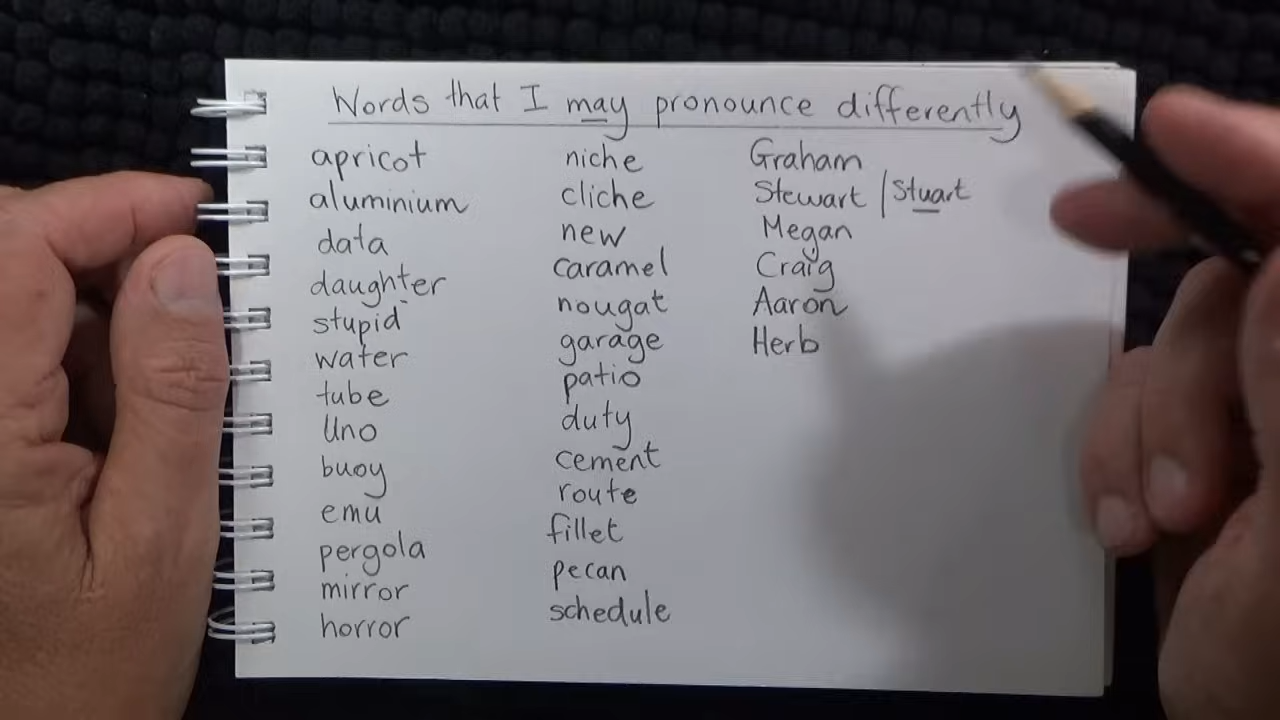 Words that I may pronounce differently
apricot
aluminium
data
daughter
stupid
water
tube
Uno
buoy
emu
pergola
mirror
horror
niche
cliche
new
caramel
nougat
garage
patio
duty
cement
route
fillet
pecan
schedule
Graham
Stewart / Stuart
Megan
Craig
Aaron
Herb